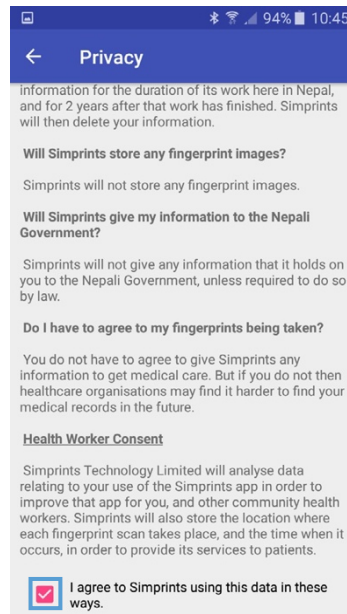 94% 10:45
Privacy
information for the duration of its work here in Nepal,
and for 2 years after that work has finished. Simprints
will then delete your information.
Will Simprints store any fingerprint images?
Simprints will not store any fingerprint images.
Will Simprints give my information to the Nepali
Government?
Simprints will not give any information that it holds on
you to the Nepali Government, unless required to do so
by law.
Do I have to agree to my fingerprints being taken?
You do not have to agree to give Simprints any
information to get medical care. But if you do not then
healthcare organisations may find it harder to find your
medical records in the future.
Health Worker Consent
Simprints Technology Limited will analyse data
relating to your use of the Simprints app in order to
improve that app for you, and other community health
workers. Simprints will also store the location where
each fingerprint scan takes place, and the time when it
occurs, in order to provide its services to patients.
I agree to Simprints using this data in these
ways.